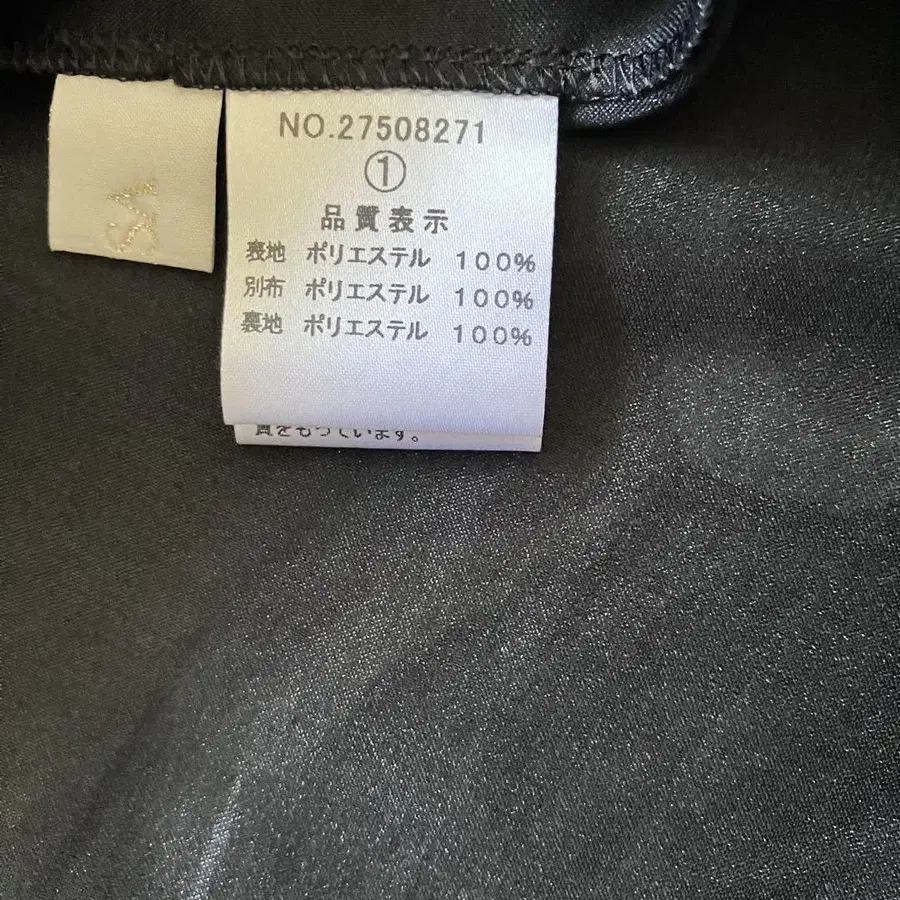 NO.27508271
①
品質表示
表地 ポリエステル 100%
別布 ポリエステル 100%
裏地 ポリエステル 100%
質をもっています。